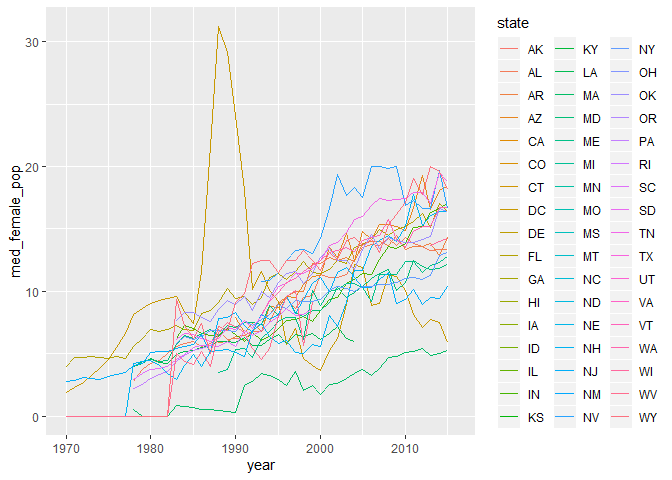 med_female_pop
30
20
10
0
1970
1980
1990
2000
2010
year
state
AK
AL
AR
AZ
CA
CO
CT
DC
DE
FL
GA
HI
IA
ID
IL
IN
KS
KY
LA
MA
MD
ME
MI
MN
MO
MS
MT
NC
ND
NE
NH
NJ
NM
NV
NY
OH
OK
OR
PA
RI
SC
SD
TN
TX
UT
VA
VT
WA
WI
WV
WY